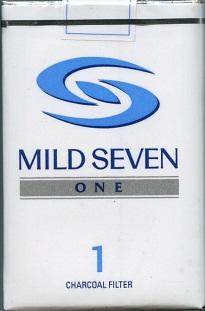 MILD SEVEN
ONE
1
CHARCOAL FILTER